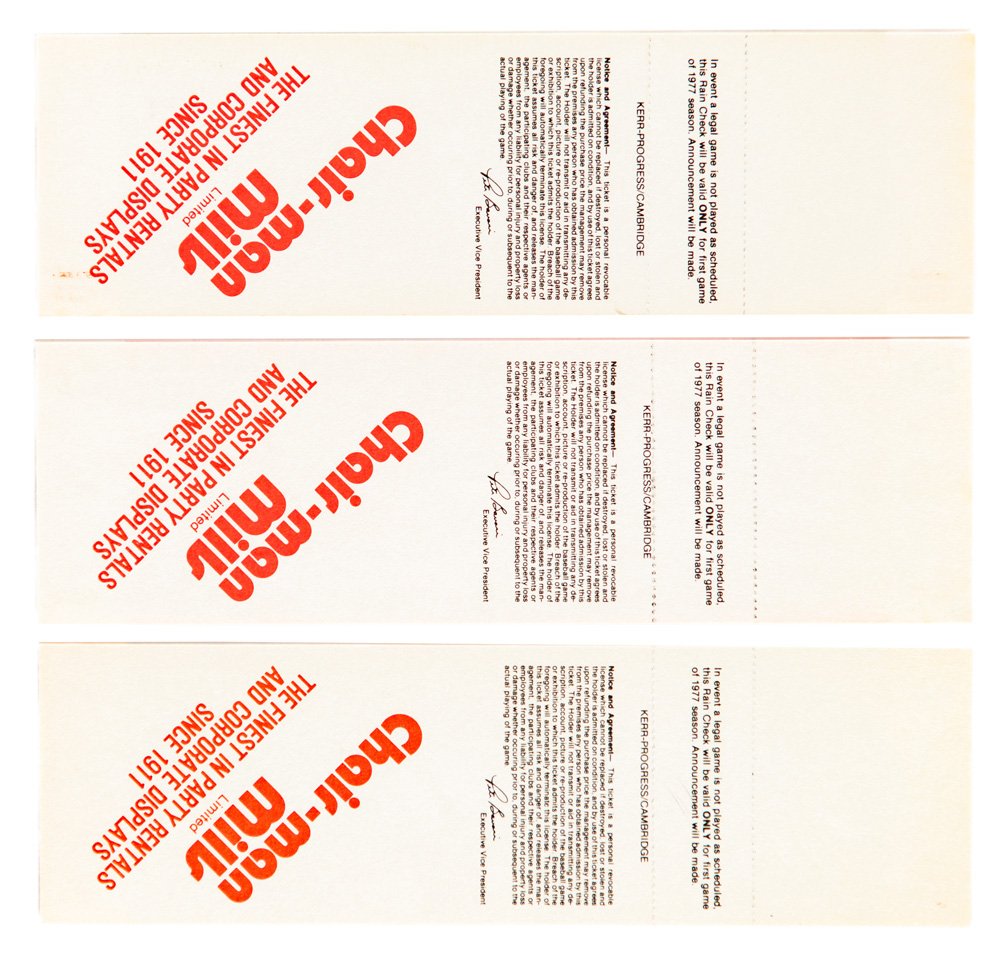 In event a legal game is not played as scheduled,
this Rain Check will be valid ONLY for first game
of 1977 season. Announcement will be made.
KERR-PROGRESS/CAMBRIDGE
Notice and Agreement— This ticket is a personal revocable
license which cannot be replaced if destroyed, lost or stolen and
the holder is admitted on condition, and by use of this ticket agrees
upon refunding the purchase price the management may remove
from the premises any person who has obtained admission by this
ticket. The Holder will not transmit or aid in transmitting any de-
scription, account, picture or re-production of the baseball game
or exhibition to which this ticket admits the holder. Breach of the
foregoing will automatically terminate this license. The holder of
this ticket assumes all risk and danger of, and releases the man-
agement, the participating clubs and their respective agents or
employees from any liability for personal injury and property loss
or damage whether occuring prior to, during or subsequent to the
actual playing of the game.
Executive Vice President
Chair-man
Mills
Limited
THE FINEST IN PARTY RENTALS
AND CORPORATE DISPLAYS
SINCE 1911
In event a legal game is not played as scheduled,
this Rain Check will be valid ONLY for first game
of 1977 season. Announcement will be made.
KERR-PROGRESS/CAMBRIDGE
Notice and Agreement— This ticket is a personal revocable
license which cannot be replaced if destroyed, lost or stolen and
the holder is admitted on condition, and by use of this ticket agrees
upon refunding the purchase price the management may remove
from the premises any person who has obtained admission by this
ticket. The Holder will not transmit or aid in transmitting any de-
scription, account, picture or re-production of the baseball game
or exhibition to which this ticket admits the holder. Breach of the
foregoing will automatically terminate this license. The holder of
this ticket assumes all risk and danger of, and releases the man-
agement, the participating clubs and their respective agents or
employees from any liability for personal injury and property loss
or damage whether occuring prior to, during or subsequent to the
actual playing of the game.
Executive Vice President
Chair-man
Mills
Limited
THE FINEST IN PARTY RENTALS
AND CORPORATE DISPLAYS
SINCE 1911
In event a legal game is not played as scheduled,
this Rain Check will be valid ONLY for first game
of 1977 season. Announcement will be made.
KERR-PROGRESS/CAMBRIDGE
Notice and Agreement— This ticket is a personal revocable
license which cannot be replaced if destroyed, lost or stolen and
the holder is admitted on condition, and by use of this ticket agrees
upon refunding the purchase price the management may remove
from the premises any person who has obtained admission by this
ticket. The Holder will not transmit or aid in transmitting any de-
scription, account, picture or re-production of the baseball game
or exhibition to which this ticket admits the holder. Breach of the
foregoing will automatically terminate this license. The holder of
this ticket assumes all risk and danger of, and releases the man-
agement, the participating clubs and their respective agents or
employees from any liability for personal injury and property loss
or damage whether occuring prior to, during or subsequent to the
actual playing of the game.
Executive Vice President
Chair-man
Mills
Limited
THE FINEST IN PARTY RENTALS
AND CORPORATE DISPLAYS
SINCE 1911